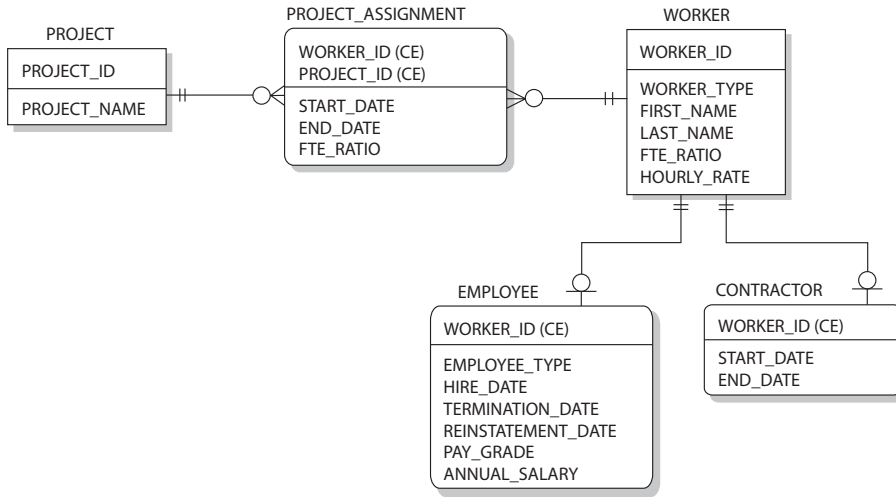 PROJECT
PROJECT_ID
PROJECT_NAME
PROJECT_ASSIGNMENT
WORKER_ID (CE)
PROJECT_ID (CE)
START_DATE
END_DATE
FTE_RATIO
WORKER
WORKER_ID
WORKER_TYPE
FIRST_NAME
LAST_NAME
FTE_RATIO
HOURLY_RATE
EMPLOYEE
WORKER_ID (CE)
EMPLOYEE_TYPE
HIRE_DATE
TERMINATION_DATE
REINSTATEMENT_DATE
PAY_GRADE
ANNUAL_SALARY
CONTRACTOR
WORKER_ID (CE)
START_DATE
END_DATE